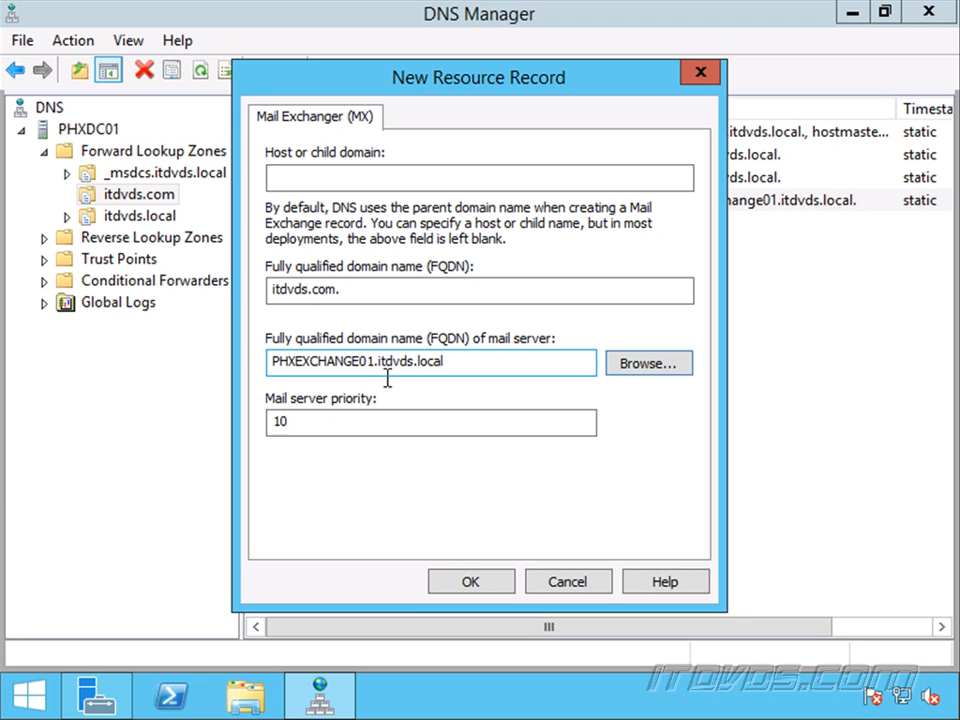 DNS Manager
File Action View Help
New Resource Record
DNS
PHXDC01
Forward Lookup Zones
_msdcs.itdvds.local
itdvds.com
itdvds.local
Reverse Lookup Zones
Trust Points
Conditional Forwarders
Global Logs
Mail Exchanger (MX)
Host or child domain:
By default, DNS uses the parent domain name when creating a Mail
Exchange record. You can specify a host or child name, but in most
deployments, the above field is left blank.
Fully qualified domain name (FQDN):
itdvds.com.
Fully qualified domain name (FQDN) of mail server:
PHXEXCHANGE01.itdvds.local
Browse...
Mail server priority:
10
OK Cancel Help
Timesta
itdvds.local., hostmaste... static
ds.local. static
ds.local. static
ange01.itdvds.local. static
ITDVDS.COM